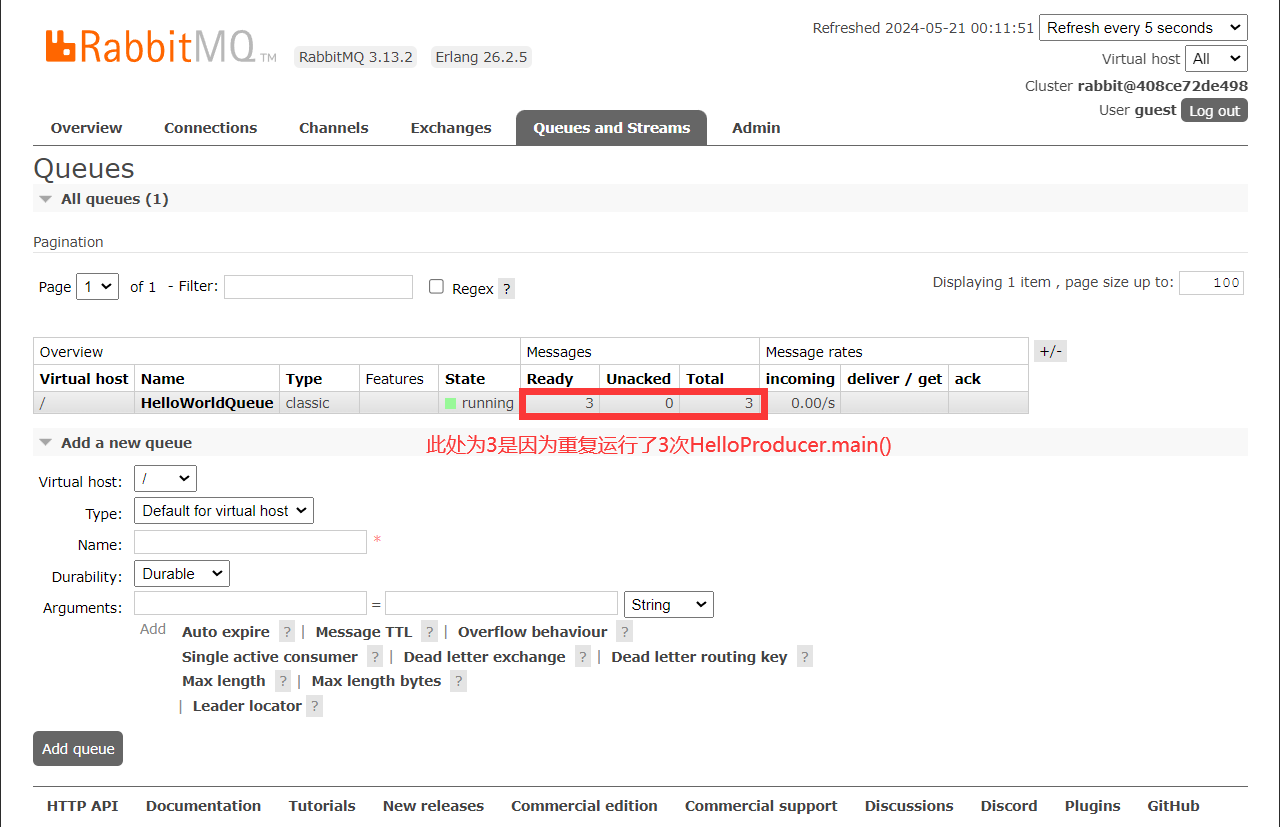 RabbitMQ TM RabbitMQ 3.13.2 Erlang 26.2.5
Refreshed 2024-05-21 00:11:51 Refresh every 5 seconds
Virtual host All
Cluster rabbit@408ce72de498
User guest Log out
Overview Connections Channels Exchanges Queues and Streams Admin
Queues
All queues (1)
Pagination
Page 1 of 1 - Filter: Regex ? Displaying 1 item , page size up to: 100
Overview Messages Message rates +/-
Virtual host Name Type Features State Ready Unacked Total incoming deliver / get ack
/ HelloWorldQueue classic running 3 0 3 0.00/s
Add a new queue
此处为3是因为重复运行了3次HelloProducer.main()
Virtual host: /
Type: Default for virtual host
Name: *
Durability: Durable
Arguments: = String
Add Auto expire ? | Message TTL ? | Overflow behaviour ?
Single active consumer ? | Dead letter exchange ? | Dead letter routing key ?
Max length ? | Max length bytes ?
| Leader locator ?
Add queue
HTTP API Documentation Tutorials New releases Commercial edition Commercial support Discussions Discord Plugins GitHub